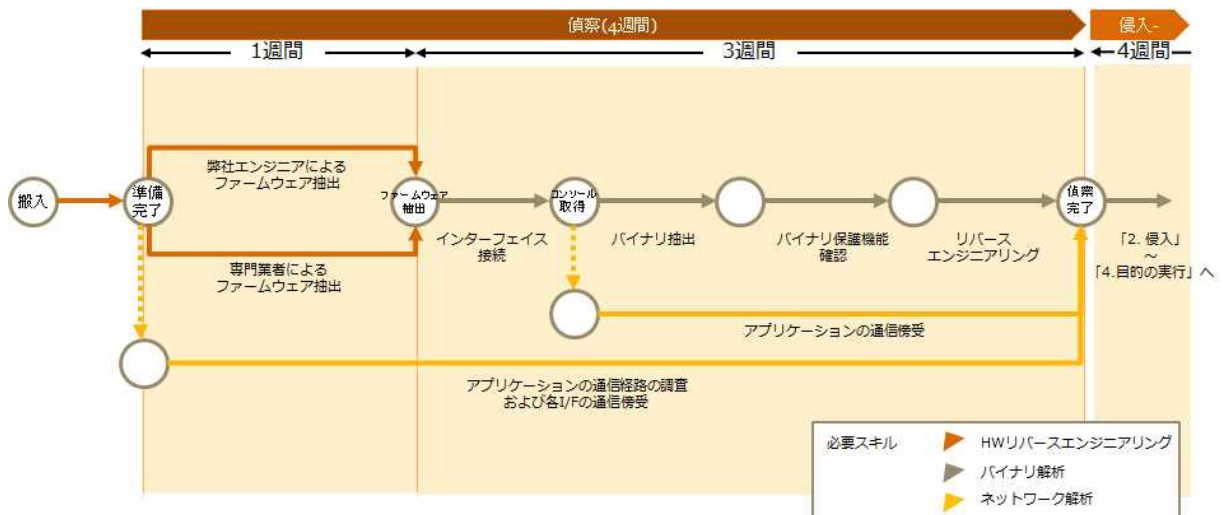 偵察(4週間)
侵入-
1週間
3週間
4週間
弊社エンジニアによる
ファームウェア抽出
搬入
準備
完了
ファームウェア
抽出
コンソール
取得
偵察
完了
インターフェイス
接続
バイナリ抽出
バイナリ保護機能
確認
リバース
エンジニアリング
「2. 侵入」
~
「4.目的の実行」へ
専門業者による
ファームウェア抽出
アプリケーションの通信傍受
アプリケーションの通信経路の調査
および各I/Fの通信傍受
必要スキル
HWリバースエンジニアリング
バイナリ解析
ネットワーク解析